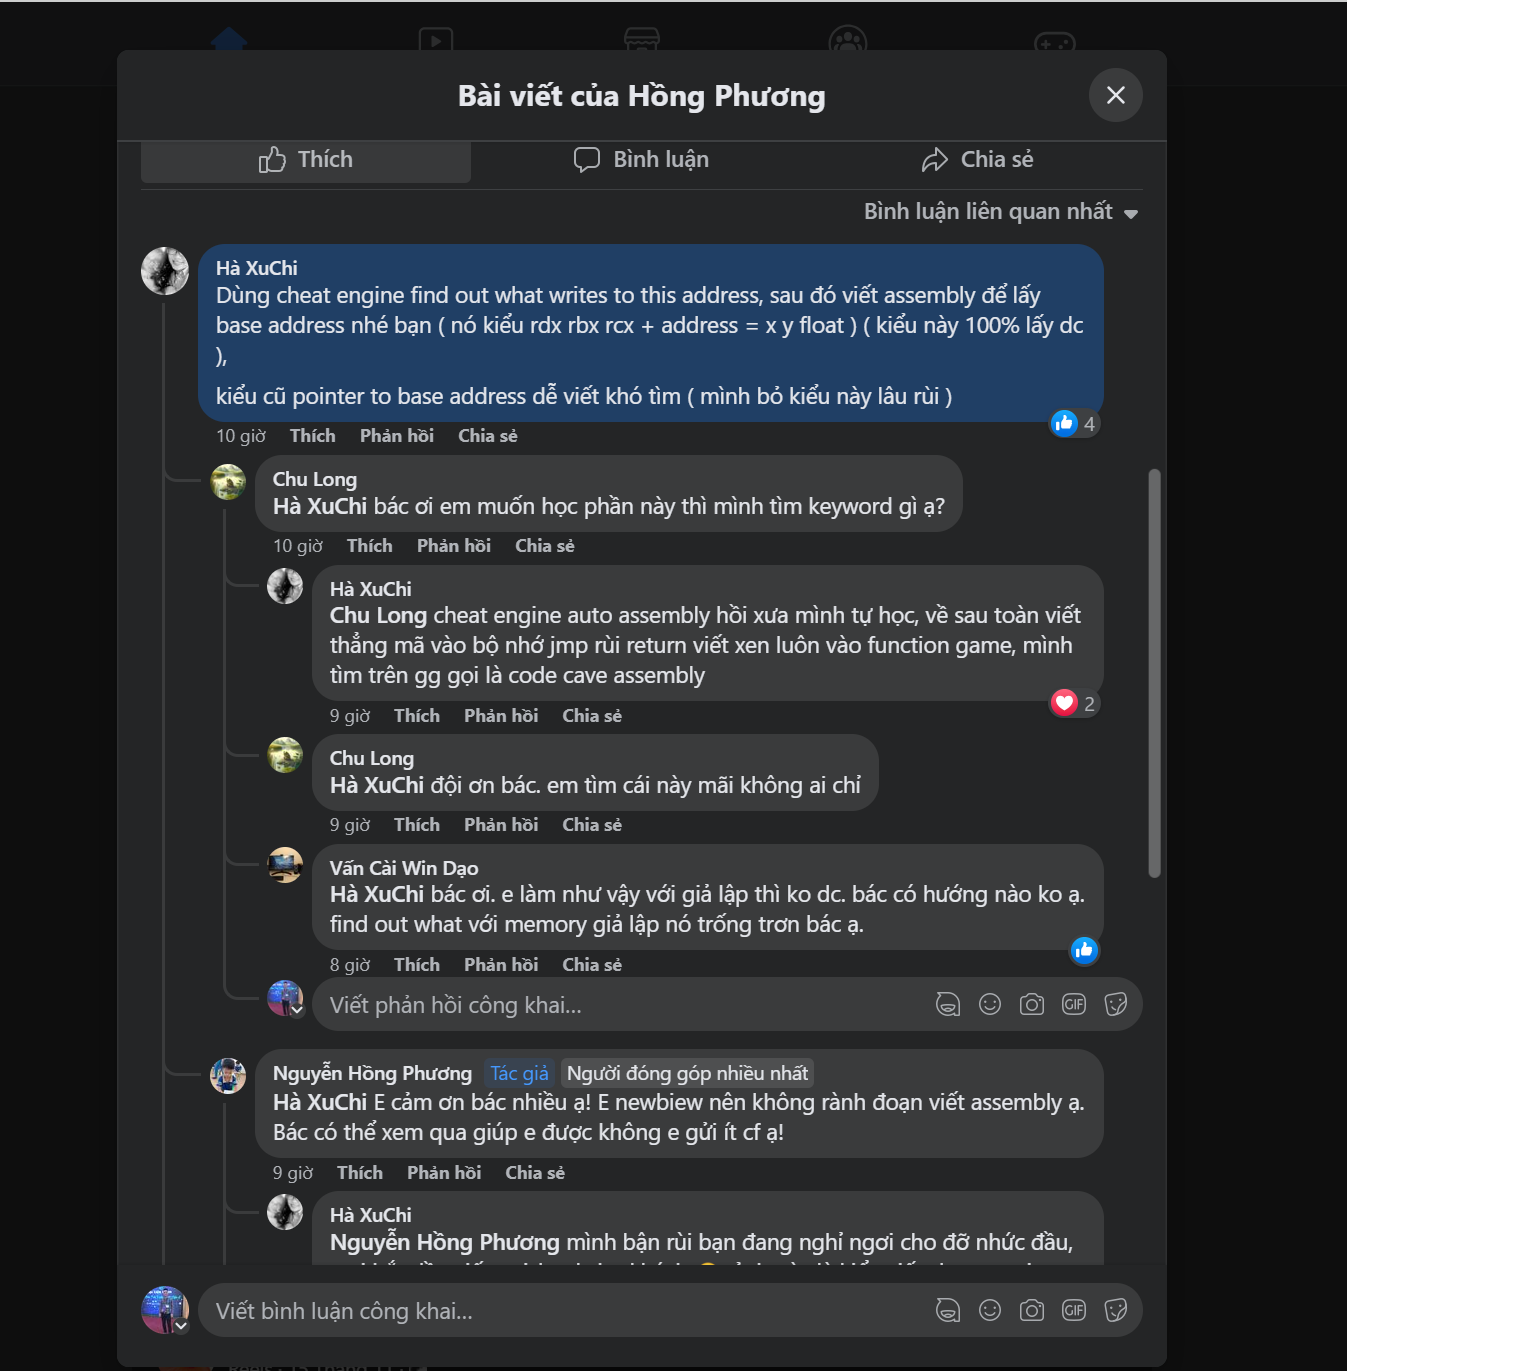 Bài viết của Hồng Phương
Thích
Bình luận
Chia sẻ
Bình luận liên quan nhất
Hà XuChi
Dùng cheat engine find out what writes to this address, sau đó viết assembly để lấy
base address nhé bạn ( nó kiểu rdx rbx rcx + address = x y float ) ( kiểu này 100% lấy dc
),
kiểu cũ pointer to base address dễ viết khó tìm ( mình bỏ kiểu này lâu rùi )
4
10 giờ Thích Phản hồi Chia sẻ
Chu Long
Hà XuChi bác ơi em muốn học phần này thì mình tìm keyword gì ạ?
10 giờ Thích Phản hồi Chia sẻ
Hà XuChi
Chu Long cheat engine auto assembly hồi xưa mình tự học, về sau toàn viết
thẳng mã vào bộ nhớ jmp rùi return viết xen luôn vào function game, mình
tìm trên gg gọi là code cave assembly
2
9 giờ Thích Phản hồi Chia sẻ
Chu Long
Hà XuChi đội ơn bác. em tìm cái này mãi không ai chỉ
9 giờ Thích Phản hồi Chia sẻ
Vấn Cài Win Dạo
Hà XuChi bác ơi. e làm như vậy với giả lập thì ko dc. bác có hướng nào ko ạ.
find out what với memory giả lập nó trống trơn bác ạ.
8 giờ Thích Phản hồi Chia sẻ
Viết phản hồi công khai...
GIF
Nguyễn Hồng Phương Tác giả Người đóng góp nhiều nhất
Hà XuChi E cảm ơn bác nhiều ạ! E newbiew nên không rành đoạn viết assembly ạ.
Bác có thể xem qua giúp e được không e gửi ít cf ạ!
9 giờ Thích Phản hồi Chia sẻ
Hà XuChi
Nguyễn Hồng Phương mình bận rùi bạn đang nghỉ ngơi cho đỡ nhức đầu,
Viết bình luận công khai...
GIF